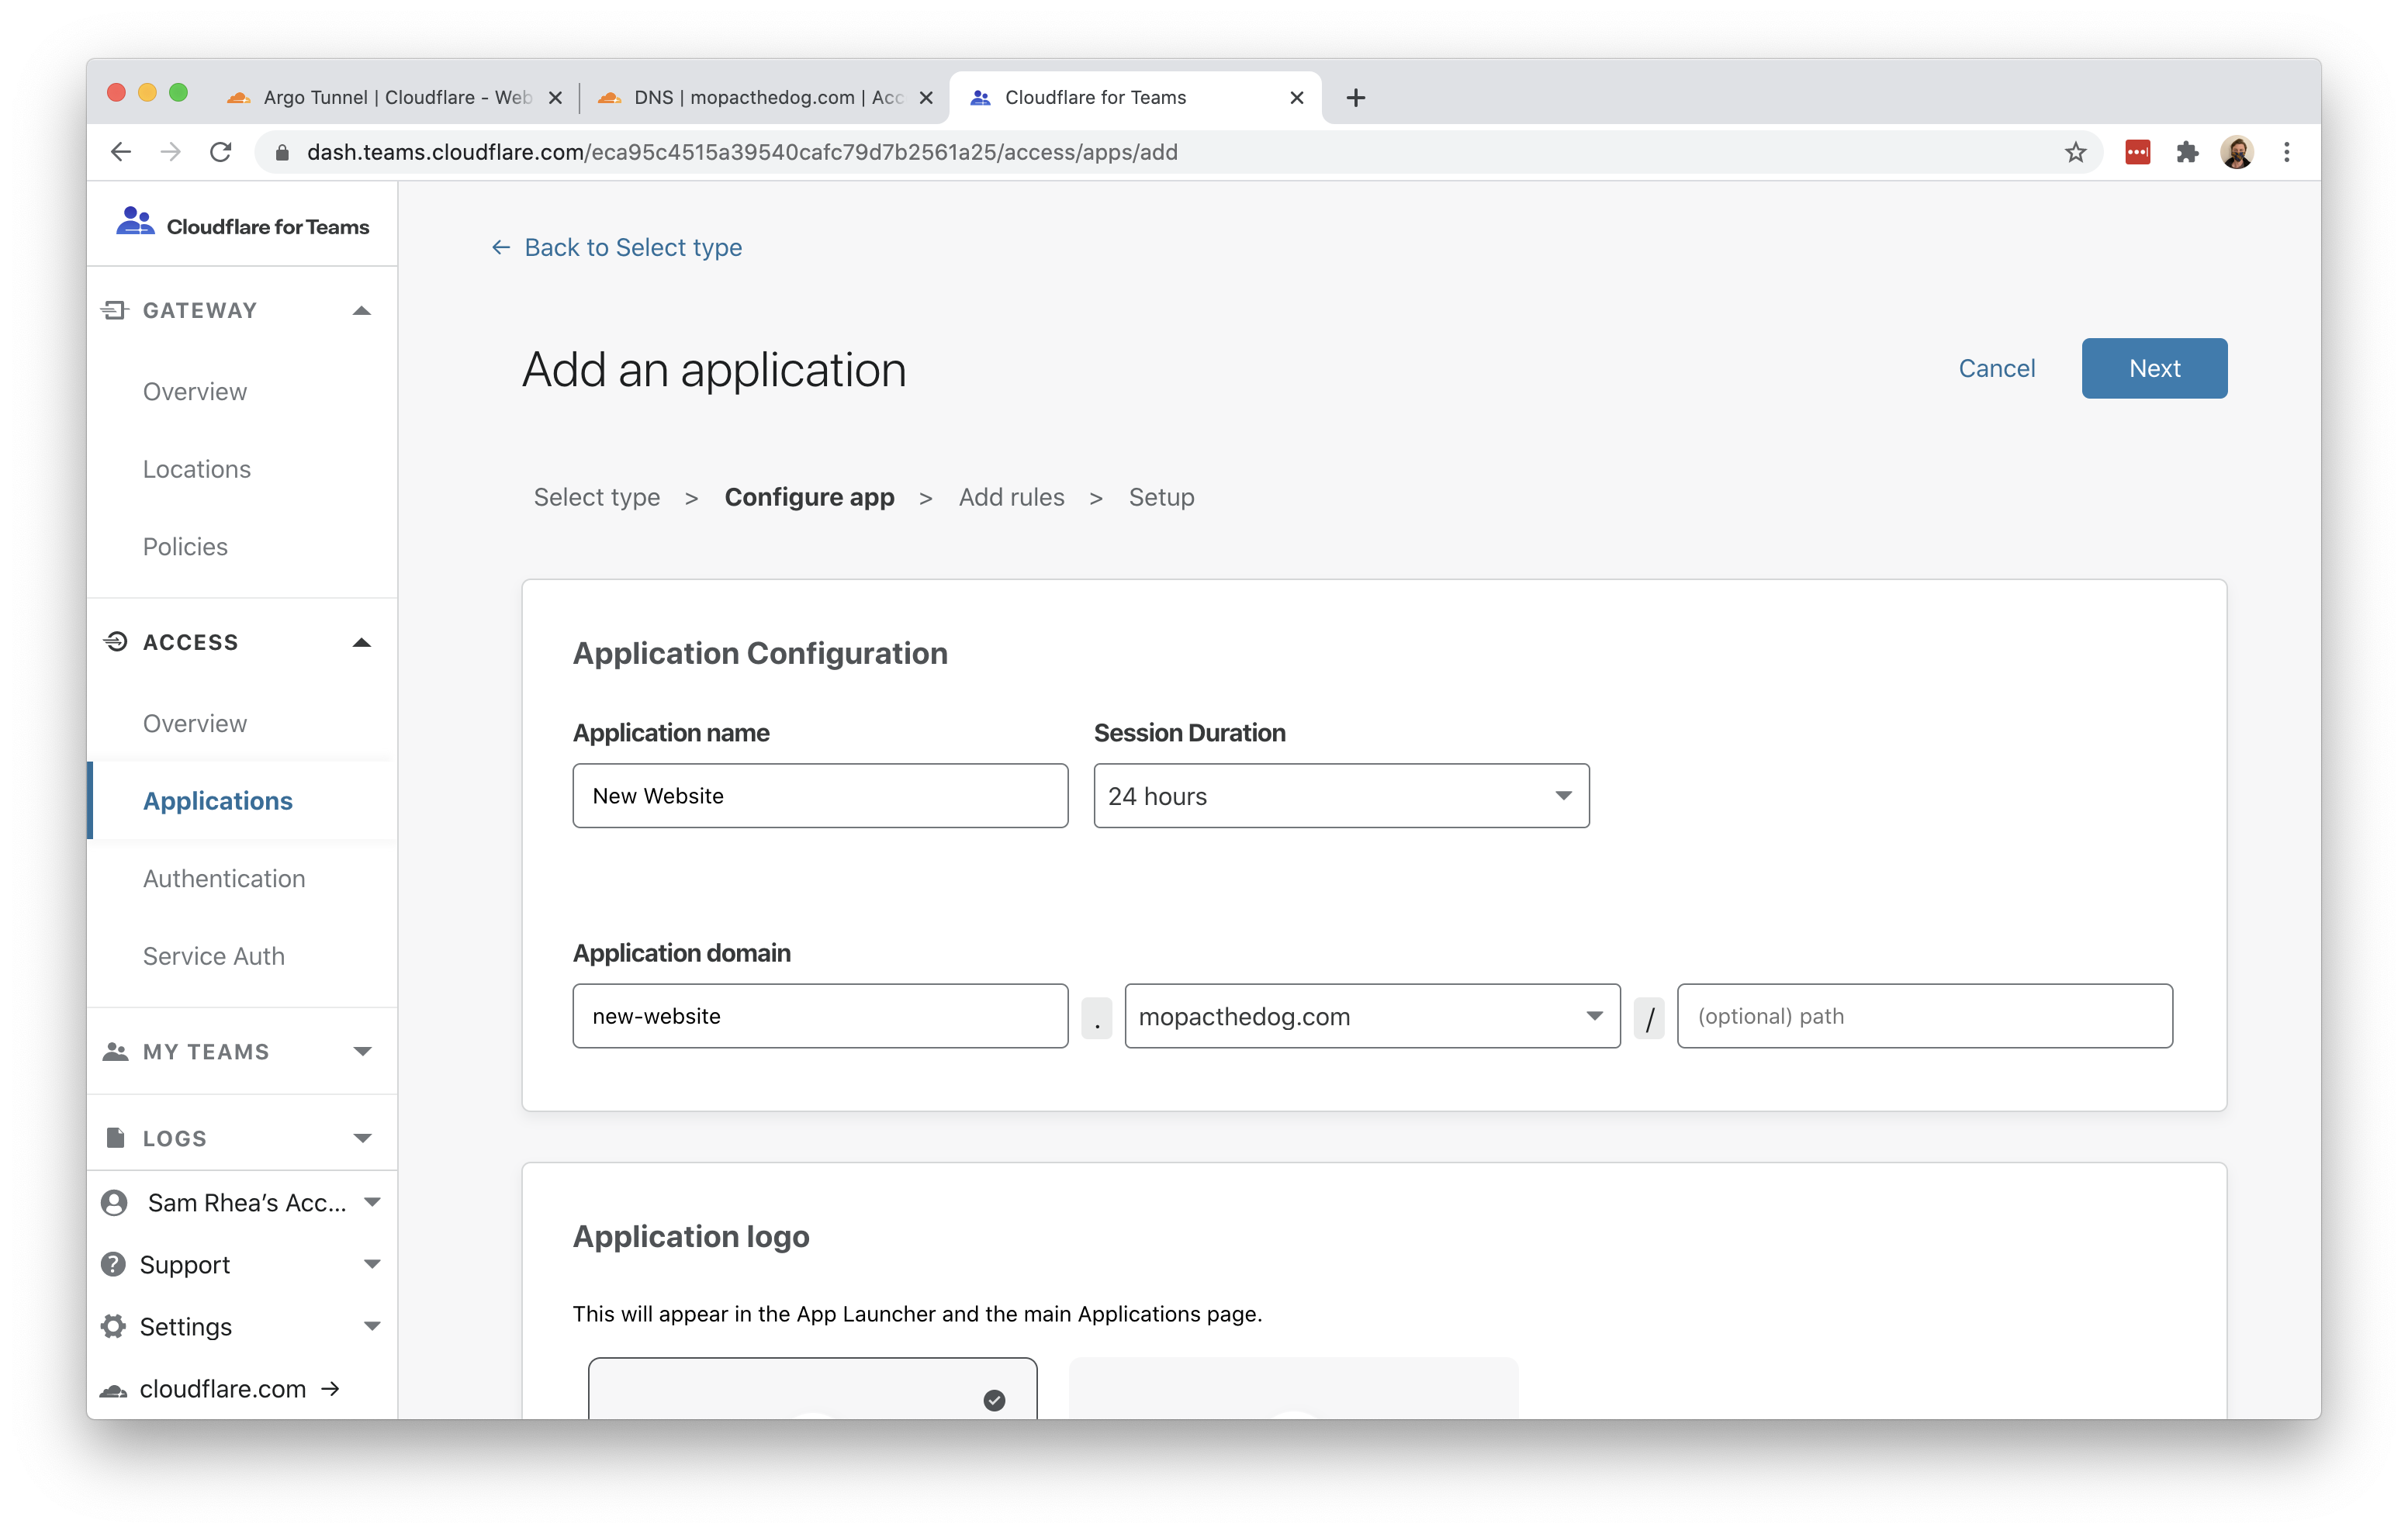 Argo Tunnel | Cloudflare - Web
DNS | mopacthedog.com | Acc
Cloudflare for Teams
dash.teams.cloudflare.com/eca95c4515a39540cafc79d7b2561a25/access/apps/add
Cloudflare for Teams
GATEWAY
Overview
Locations
Policies
ACCESS
Overview
Applications
Authentication
Service Auth
MY TEAMS
LOGS
Sam Rhea’s Acc...
Support
Settings
cloudflare.com →
← Back to Select type
Add an application
Cancel
Next
Select type > Configure app > Add rules > Setup
Application Configuration
Application name
Session Duration
New Website
24 hours
Application domain
new-website . mopacthedog.com / (optional) path
Application logo
This will appear in the App Launcher and the main Applications page.